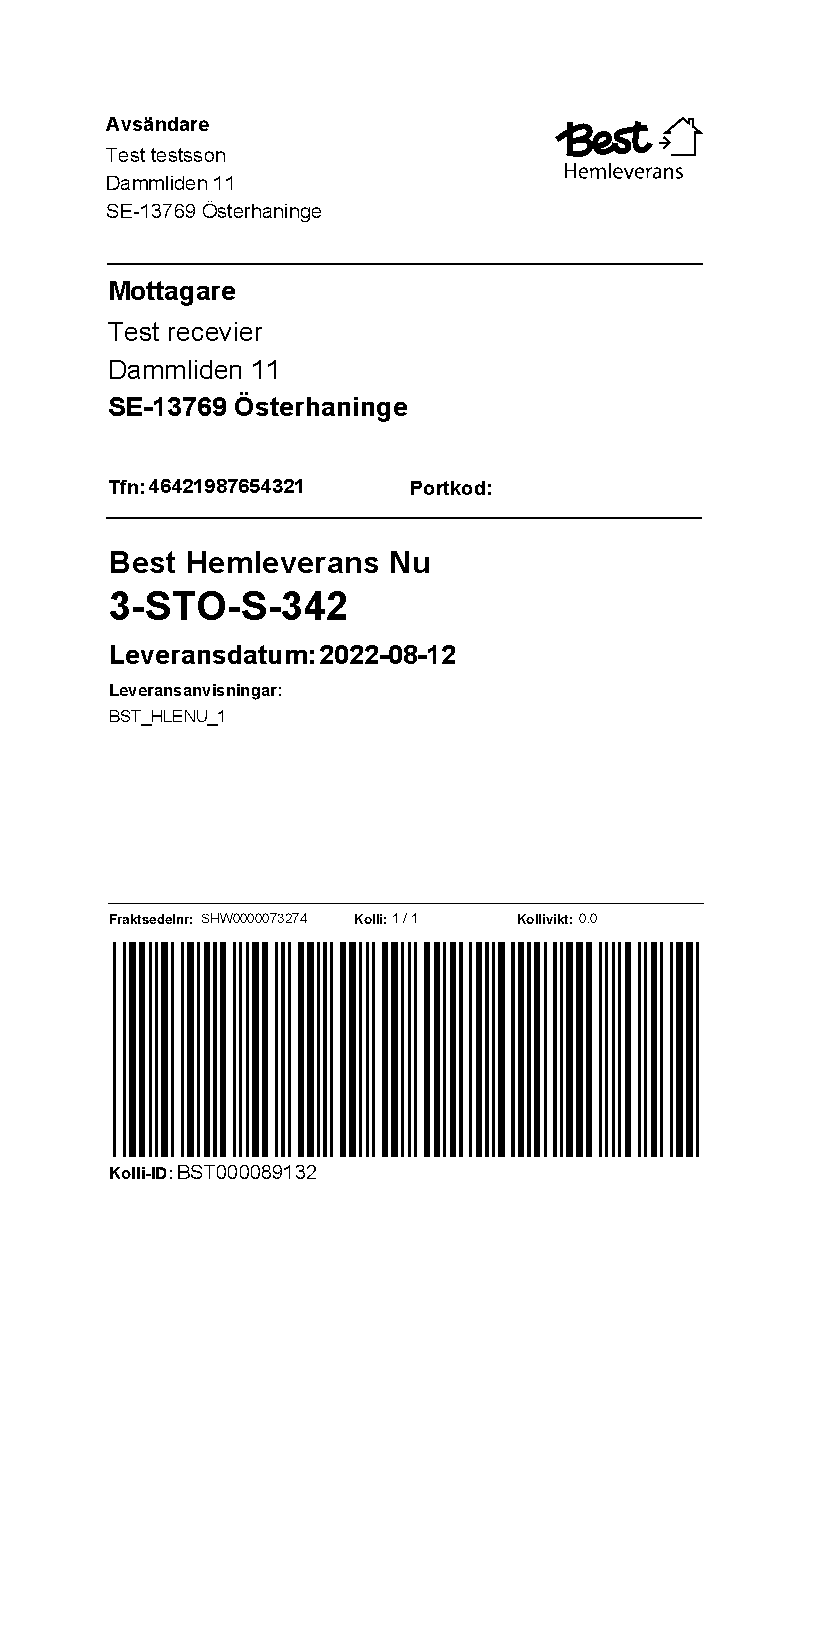 Avsändare
Test testsson
Dammliden 11
SE-13769 Österhaninge
Best
Hemleverans
Mottagare
Test recevier
Dammliden 11
SE-13769 Österhaninge
Tfn: 46421987654321 Portkod:
Best Hemleverans Nu
3-STO-S-342
Leveransdatum: 2022-08-12
Leveransanvisningar:
BST_HLENU_1
Fraktsedelnr: SHW0000073274 Kolli: 1 / 1 Kollivikt: 0.0
Kolli-ID: BST000089132